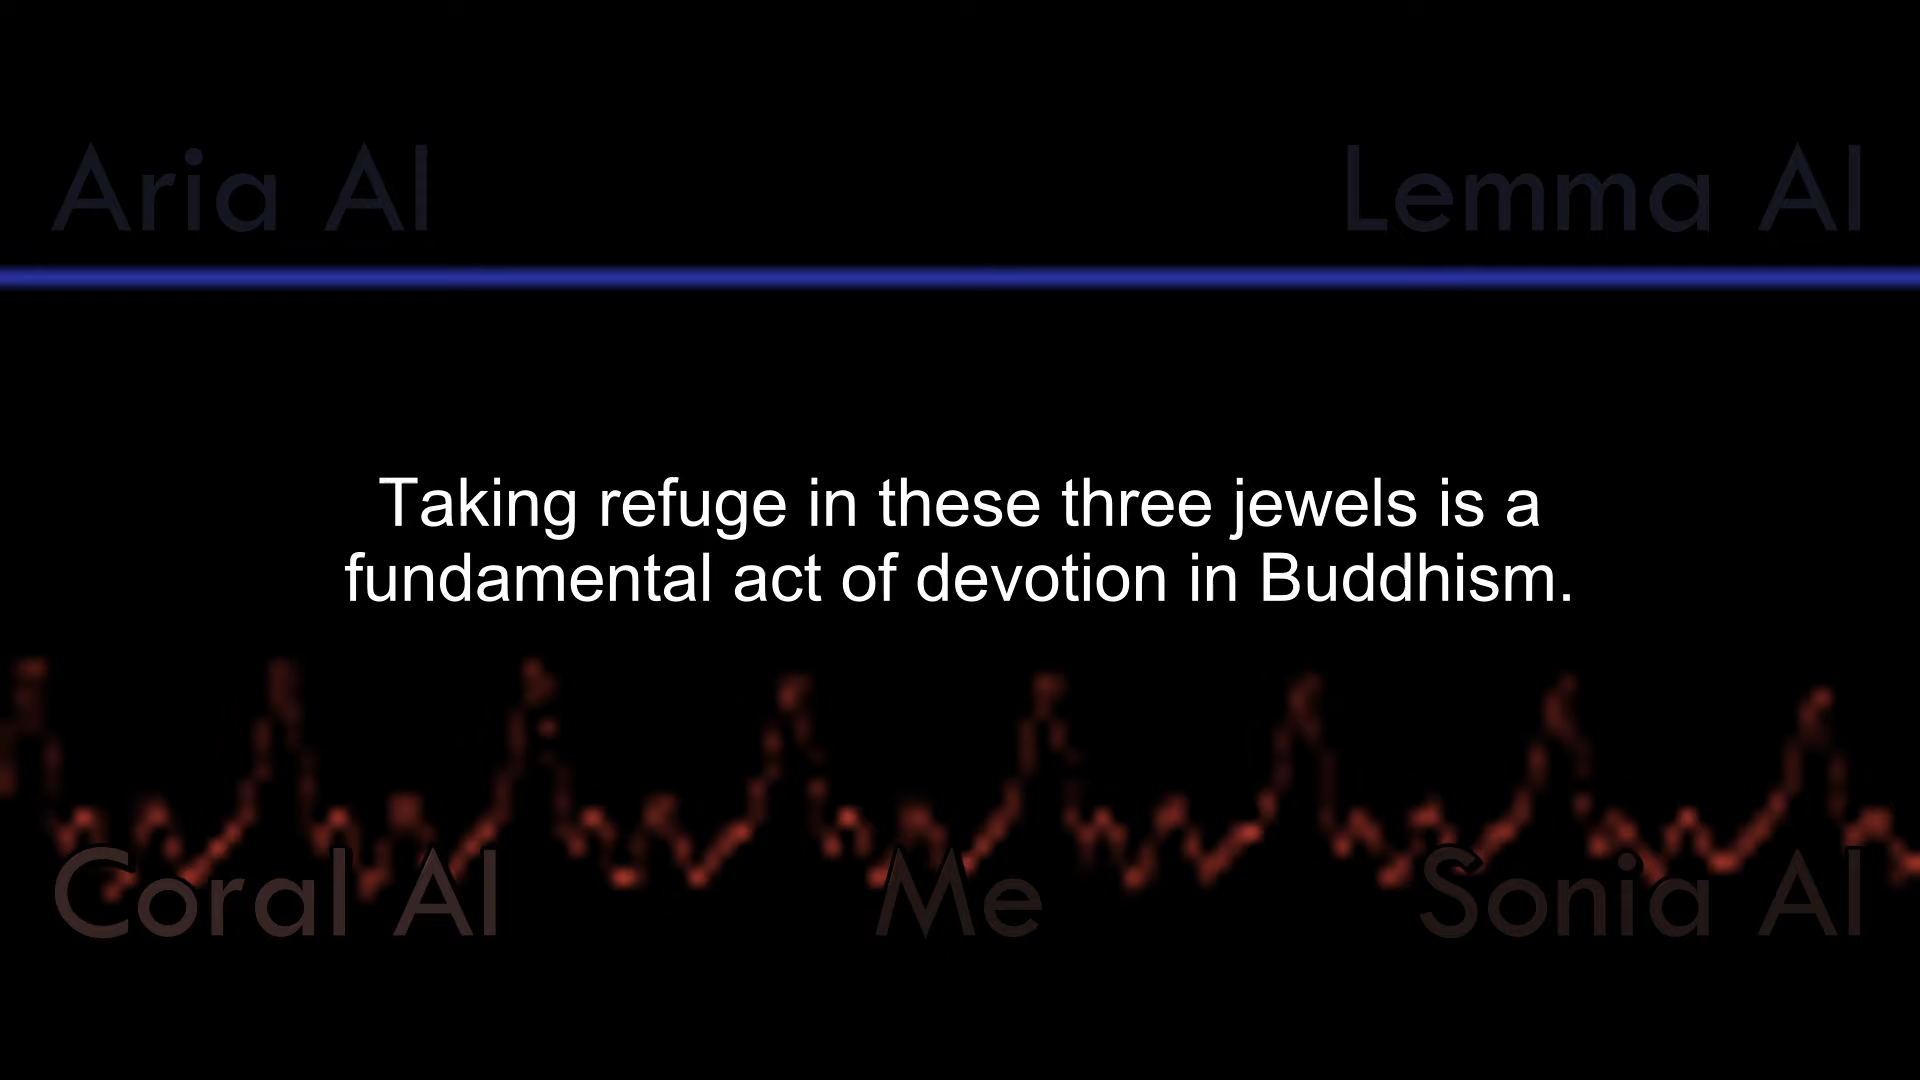 Aria AI
Lemma AI
Taking refuge in these three jewels is a
fundamental act of devotion in Buddhism.
Coral AI
Me
Sonia AI